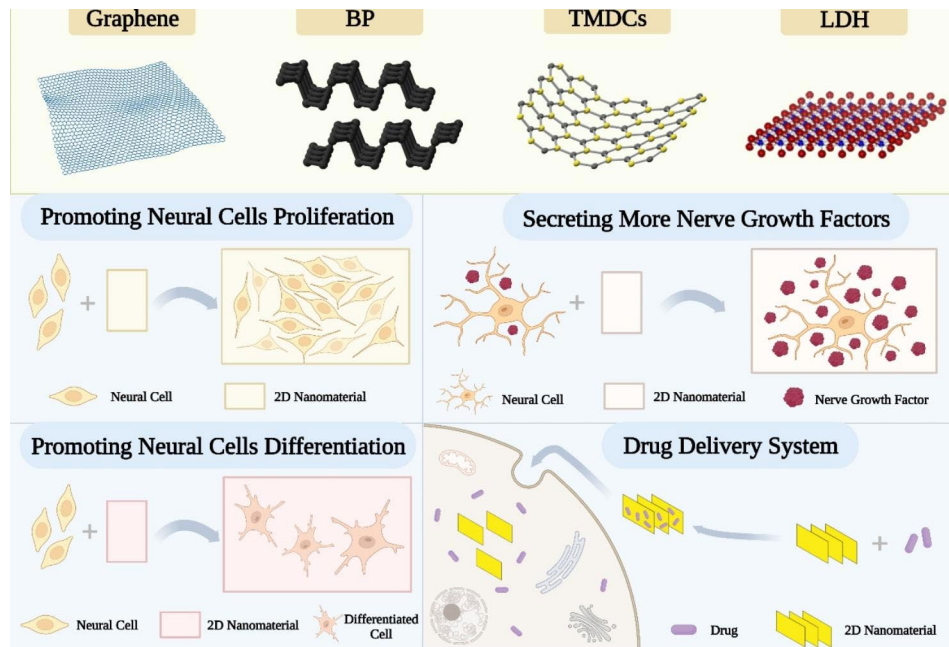 Graphene BP TMDCs LDH
Promoting Neural Cells Proliferation
Neural Cell 2D Nanomaterial
Secreting More Nerve Growth Factors
Neural Cell 2D Nanomaterial Nerve Growth Factor
Promoting Neural Cells Differentiation
Neural Cell 2D Nanomaterial Differentiated
Cell
Drug Delivery System
Drug 2D Nanomaterial